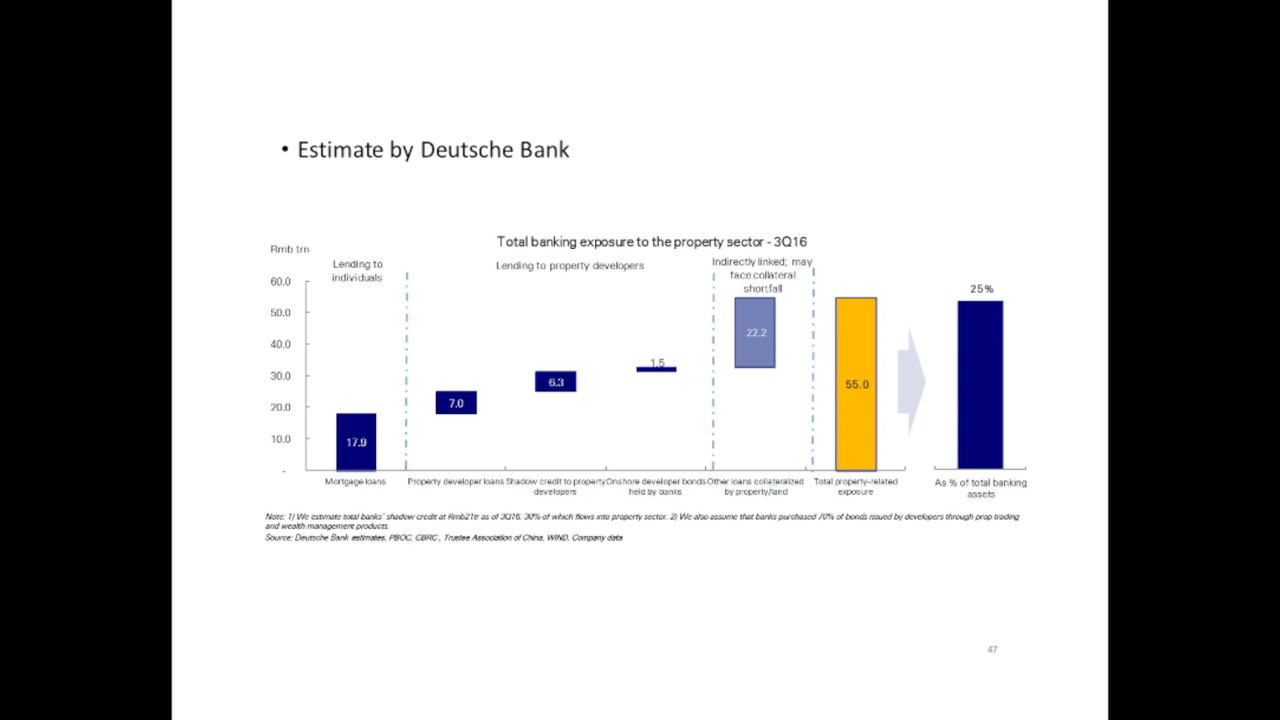 • Estimate by Deutsche Bank
Total banking exposure to the property sector - 3Q16
Rmb trn
Lending to
individuals
Lending to property developers
Indirectly linked; may
face collateral
shortfall
60.0
50.0
40.0
30.0
20.0
10.0
-
17.9
7.0
6.3
1.5
22.2
55.0
25%
Mortgage loans
Property developer loans
Shadow credit to property
developers
Onshore developer bonds
held by banks
Other loans collateralized
by property/land
Total property-related
exposure
As % of total banking
assets
Note: 1) We estimate total banks' shadow credit at Rmb21tr as of 3Q16, 30% of which flows into property sector. 2) We also assume that banks purchased 70% of bonds issued by developers through prop trading
and wealth management products.
Source: Deutsche Bank estimates, PBOC, CBRC, Trustee Association of China, WIND, Company data
47